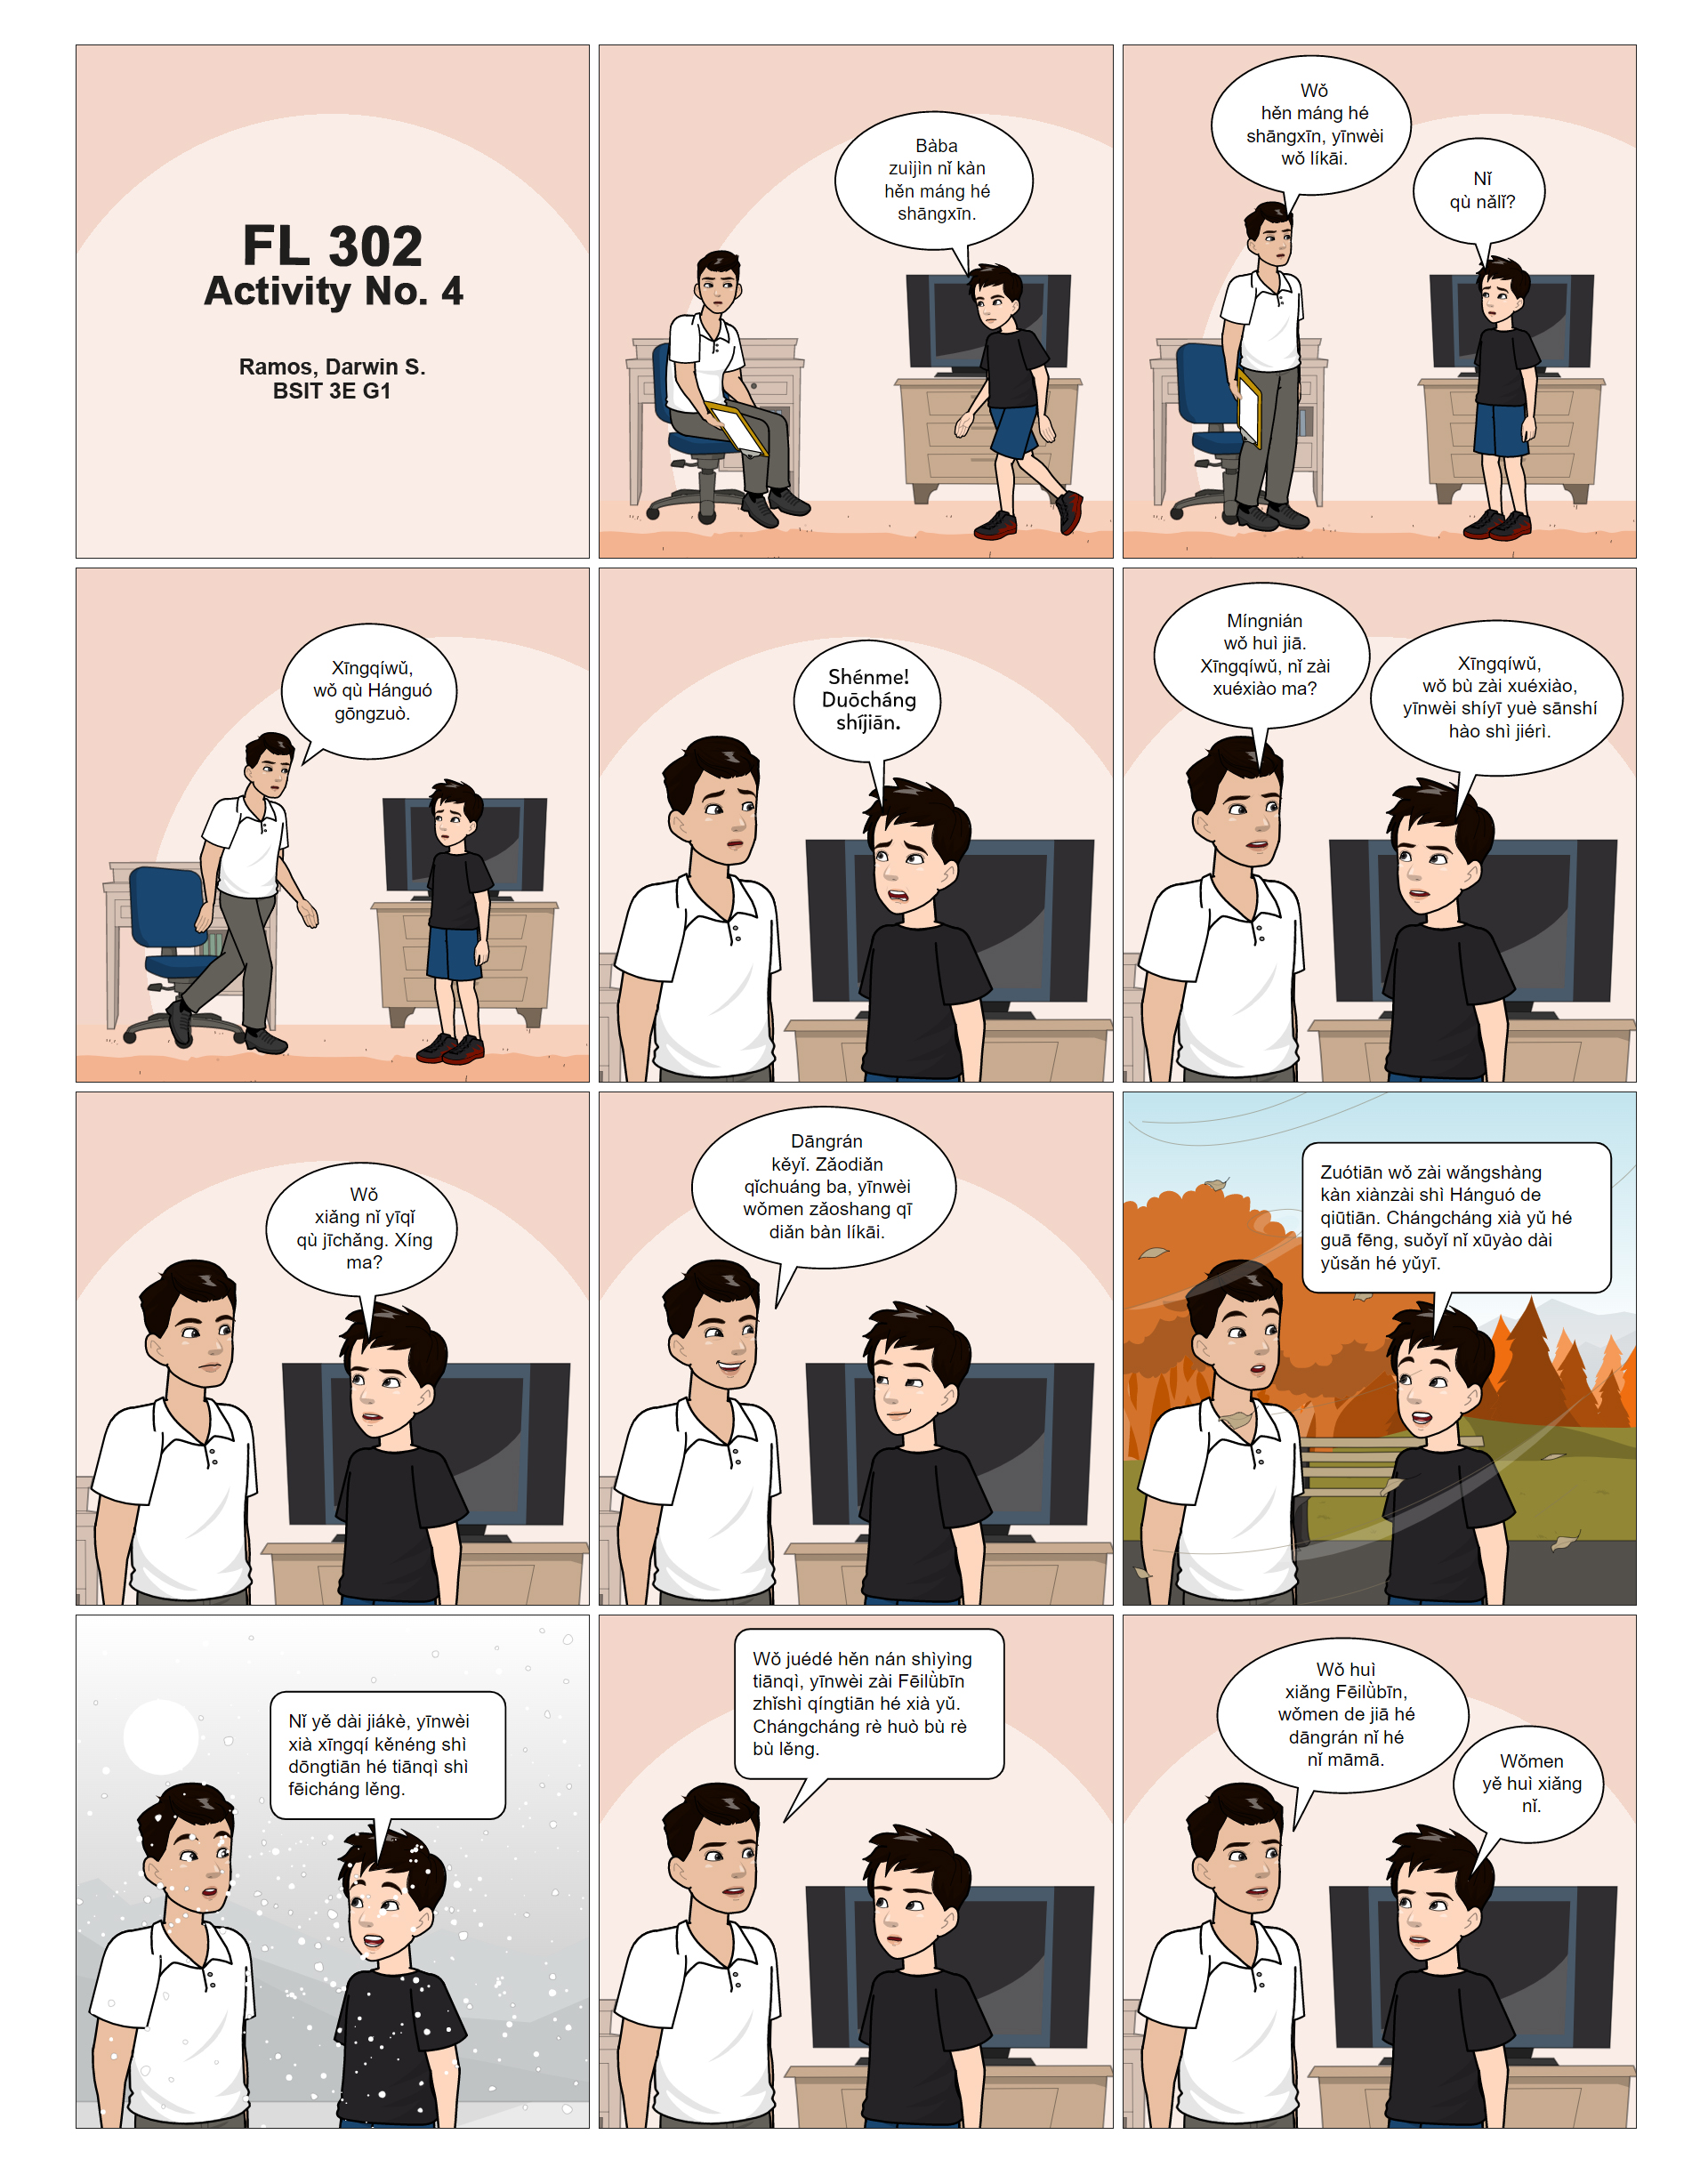 FL 302
Activity No. 4
Ramos, Darwin S.
BSIT 3E G1
Bàba
zuìjìn nǐ kàn
hěn máng hé
shāngxīn.
Wǒ
hěn máng hé
shāngxīn, yīnwèi
wǒ líkāi.
Nǐ
qù nǎlǐ?
Xīngqíwǔ,
wǒ qù Hánguó
gōngzuò.
Shénme!
Duōcháng
shíjiān.
Míngnián
wǒ huì jiā.
Xīngqíwǔ, nǐ zài
xuéxiào ma?
Xīngqíwǔ,
wǒ bù zài xuéxiào,
yīnwèi shíyī yuè sānshí
hào shì jiérì.
Wǒ
xiǎng nǐ yīqǐ
qù jīchǎng. Xíng
ma?
Dāngrán
kěyǐ. Zǎodiǎn
qǐchuáng ba, yīnwèi
wǒmen zǎoshang qī
diǎn bàn líkāi.
Zuótiān wǒ zài wǎngshàng
kàn xiànzài shì Hánguó de
qiūtiān. Chángcháng xià yǔ hé
guā fēng, suǒyǐ nǐ xūyào dài
yǔsǎn hé yǔyī.
Nǐ yě dài jiákè, yīnwèi
xià xīngqí kěnéng shì
dōngtiān hé tiānqì shì
fēicháng lěng.
Wǒ juédé hěn nán shìyìng
tiānqì, yīnwèi zài Fēilǜbīn
zhǐshì qíngtiān hé xià yǔ.
Chángcháng rè huò bù rè
bù lěng.
Wǒ huì
xiǎng Fēilǜbīn,
wǒmen de jiā hé
dāngrán nǐ hé
nǐ māmā.
Wǒmen
yě huì xiǎng
nǐ.